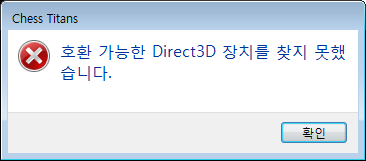 Chess Titans
호환 가능한 Direct3D 장치를 찾지 못했
습니다.
확인